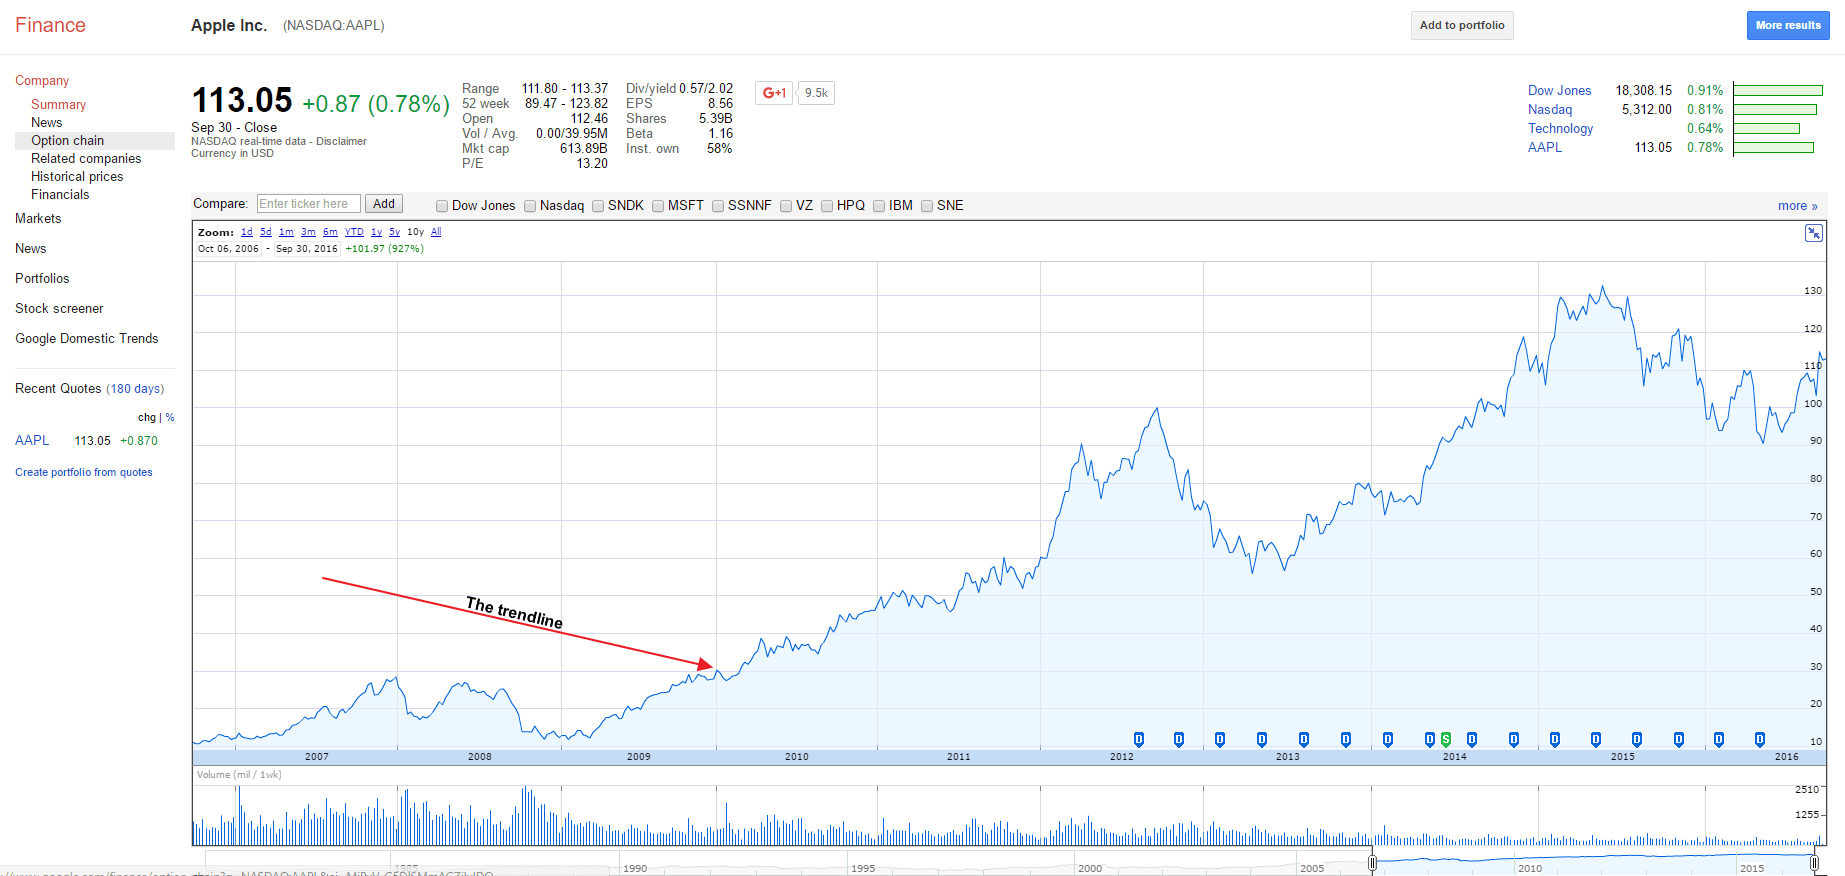 Finance
Apple Inc. (NASDAQ:AAPL)
Add to portfolio
More results
Company
Summary
News
Option chain
Related companies
Historical prices
Financials
Markets
News
Portfolios
Stock screener
Google Domestic Trends
Recent Quotes (180 days)
chg | %
AAPL 113.05 +0.870
Create portfolio from quotes
113.05 +0.87 (0.78%)
Sep 30 - Close
NASDAQ real-time data - Disclaimer
Currency in USD
Range 111.80 - 113.37
52 week 89.47 - 123.82
Open 112.46
Vol / Avg. 0.00/39.95M
Mkt cap 613.89B
P/E 13.20
Div/yield 0.57/2.02
EPS 8.56
Shares 5.39B
Beta 1.16
Inst. own 58%
G+1 9.5k
Dow Jones 18,308.15 0.91%
Nasdaq 5,312.00 0.81%
Technology 0.64%
AAPL 113.05 0.78%
Compare: Enter ticker here Add Dow Jones Nasdaq SNDK MSFT SSNNF VZ HPQ IBM SNE more »
Zoom: 1d 5d 1m 3m 6m YTD 1y 5y 10y All
Oct 06, 2006 - Sep 30, 2016 +101.97 (927%)
130
120
110
100
90
80
70
60
50
40
30
20
10
The trendline
D D D D D D D D S D D D D D D D D
2007 2008 2009 2010 2011 2012 2013 2014 2015 2016
Volume (mil / 1wk)
2510
1255
1985 1990 1995 2000 2005 2010 2015